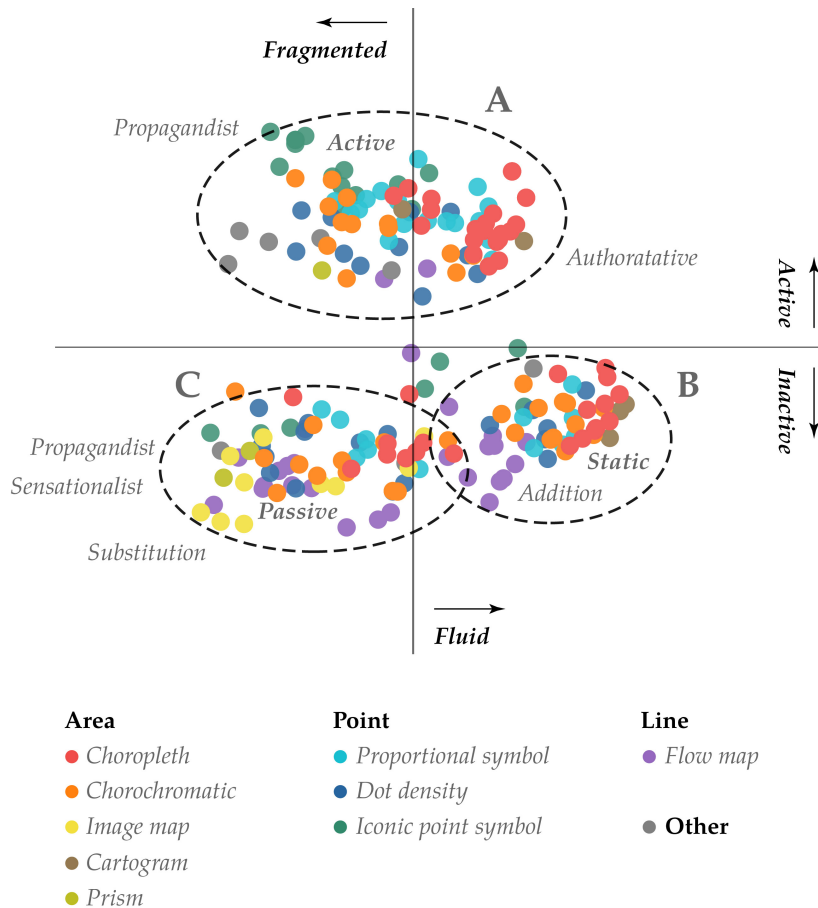 Fragmented
A
Propagandist
Active
Authoratative
Active
Inactive
C
B
Propagandist
Sensationalist
Static
Addition
Passive
Substitution
Fluid
Area
Point
Line
Choropleth
Proportional symbol
Flow map
Chorochromatic
Dot density
Image map
Iconic point symbol
Other
Cartogram
Prism